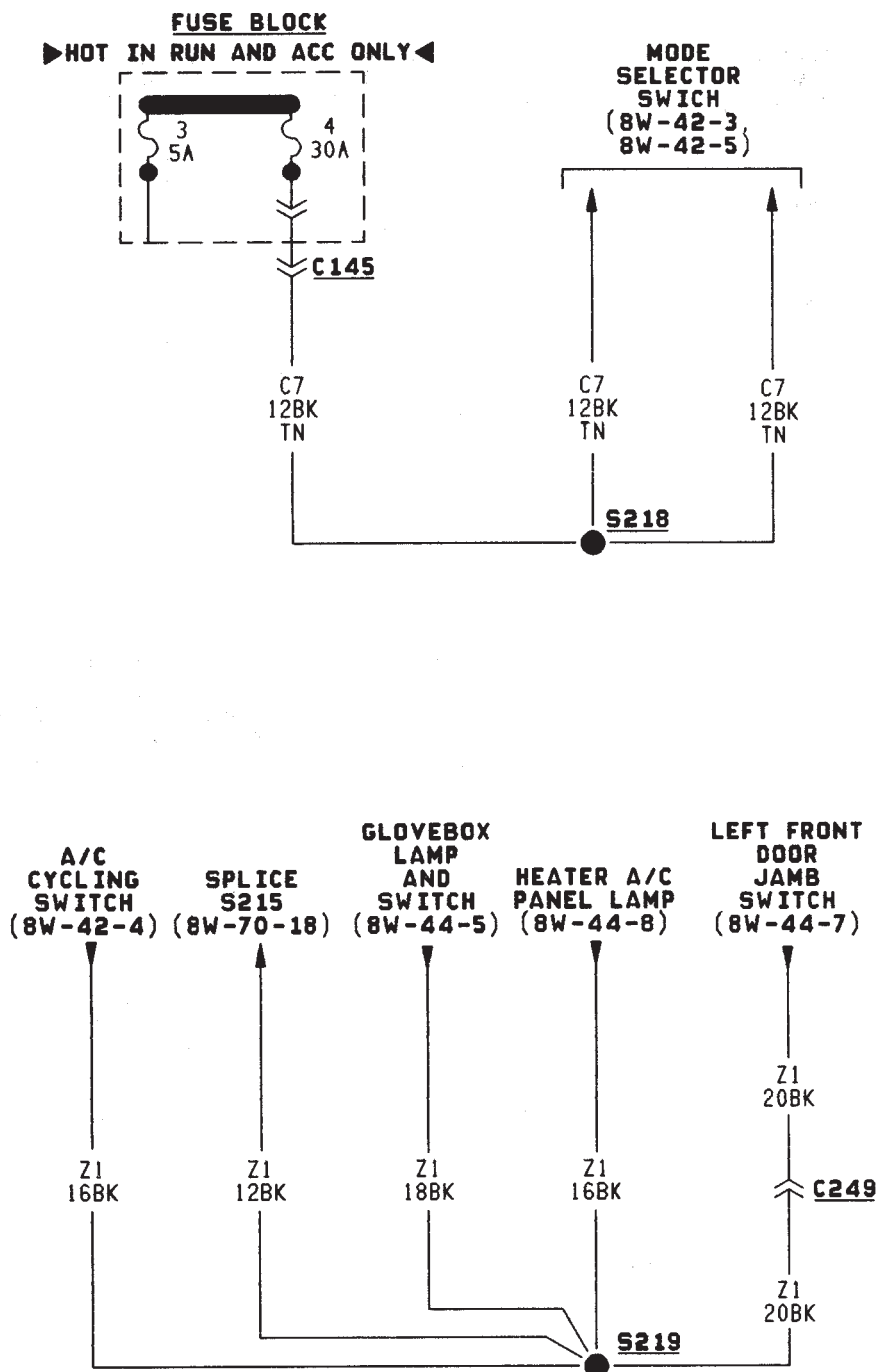 FUSE BLOCK
HOT IN RUN AND ACC ONLY
3
5A
4
30A
C145
MODE
SELECTOR
SWICH
(8W-42-3,
8W-42-5)
C7
12BK
TN
C7
12BK
TN
C7
12BK
TN
S218
A/C
CYCLING
SWITCH
(8W-42-4)
SPLICE
S215
(8W-70-18)
GLOVEBOX
LAMP
AND
SWITCH
(8W-44-5)
HEATER A/C
PANEL LAMP
(8W-44-8)
LEFT FRONT
DOOR
JAMB
SWITCH
(8W-44-7)
Z1
20BK
Z1
16BK
Z1
12BK
Z1
18BK
Z1
16BK
C249
Z1
20BK
S219